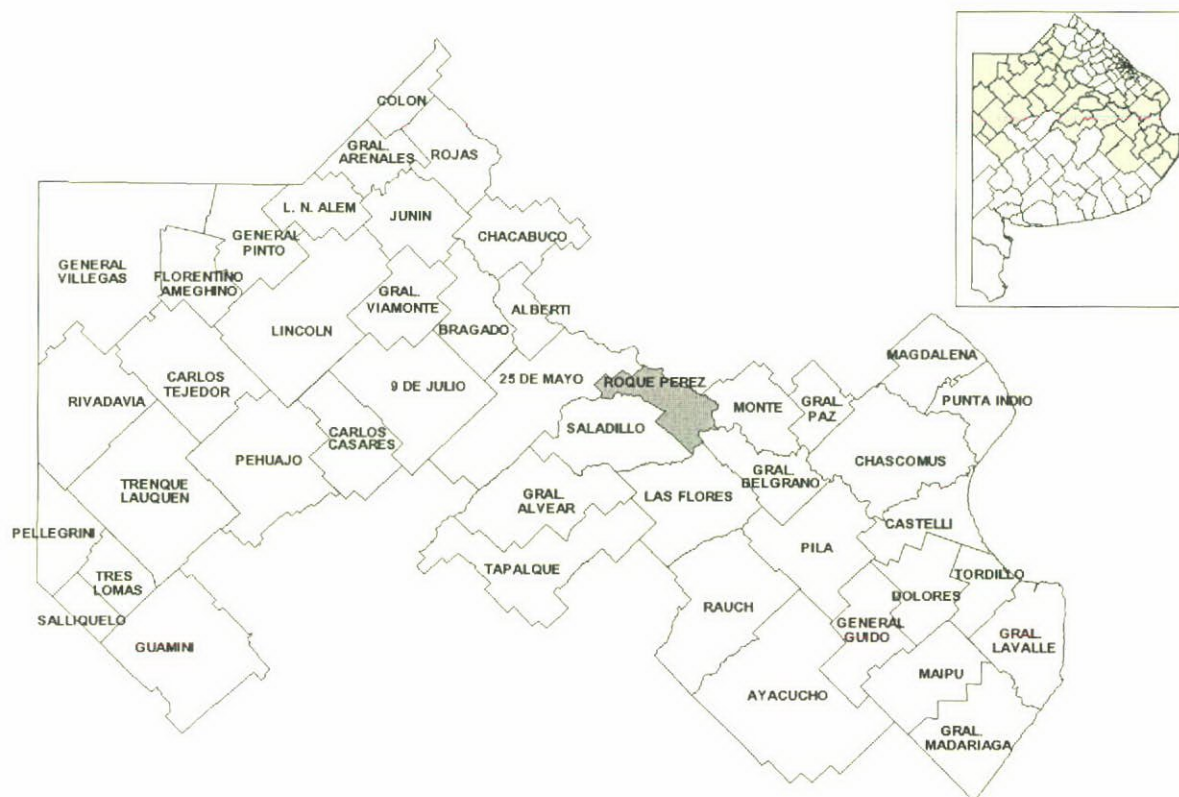 COLON
GRAL.
ARENALES
ROJAS
L. N. ALEM
JUNIN
CHACABUCO
GENERAL
PINTO
GENERAL
VILLEGAS
FLORENTINO
AMEGHINO
GRAL.
VIAMONTE
ALBERTI
LINCOLN
BRAGADO
MAGDALENA
RIVADAVIA
CARLOS
TEJEDOR
9 DE JULIO
25 DE MAYO
ROQUE PEREZ
MONTE
GRAL.
PAZ
PUNTA INDIO
SALADILLO
CARLOS
CASARES
PEHUAJO
CHASCOMUS
TRENQUE
LAUQUEN
GRAL.
ALVEAR
LAS FLORES
GRAL.
BELGRANO
CASTELLI
PELLEGRINI
PILA
TRES
LOMAS
TAPALQUE
TORDILLO
DOLORES
RAUCH
SALLIQUELO
GUAMINI
GENERAL
GUIDO
GRAL.
LAVALLE
MAIPU
AYACUCHO
GRAL.
MADARIAGA